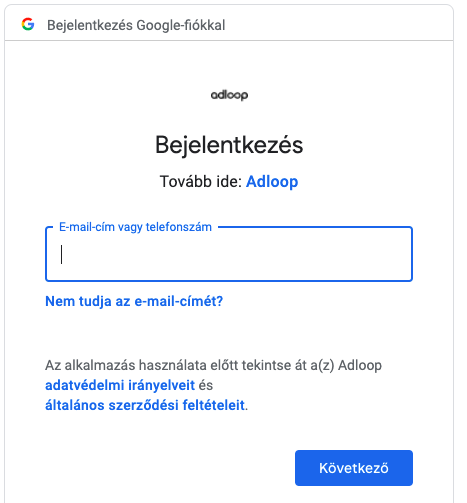 Bejelentkezés Google-fiókkal
adloop
Bejelentkezés
Tovább ide: Adloop
E-mail-cím vagy telefonszám
Nem tudja az e-mail-címét?
Az alkalmazás használata előtt tekintse át a(z) Adloop
adatvédelmi irányelveit és
általános szerződési feltételeit.
Következő